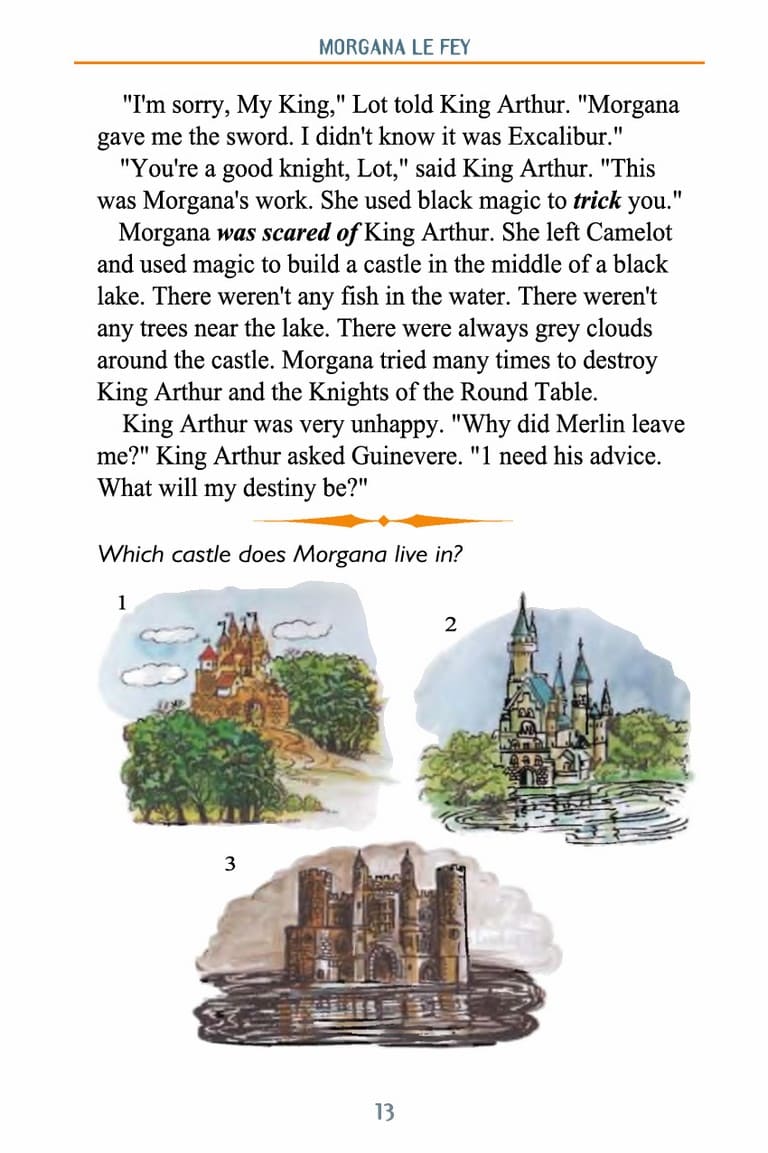 MORGANA LE FEY
"I'm sorry, My King," Lot told King Arthur. "Morgana
gave me the sword. I didn't know it was Excalibur."
"You're a good knight, Lot," said King Arthur. "This
was Morgana's work. She used black magic to trick you."
Morgana was scared of King Arthur. She left Camelot
and used magic to build a castle in the middle of a black
lake. There weren't any fish in the water. There weren't
any trees near the lake. There were always grey clouds
around the castle. Morgana tried many times to destroy
King Arthur and the Knights of the Round Table.
King Arthur was very unhappy. "Why did Merlin leave
me?" King Arthur asked Guinevere. "1 need his advice.
What will my destiny be?"
Which castle does Morgana live in?
1
2
3
13